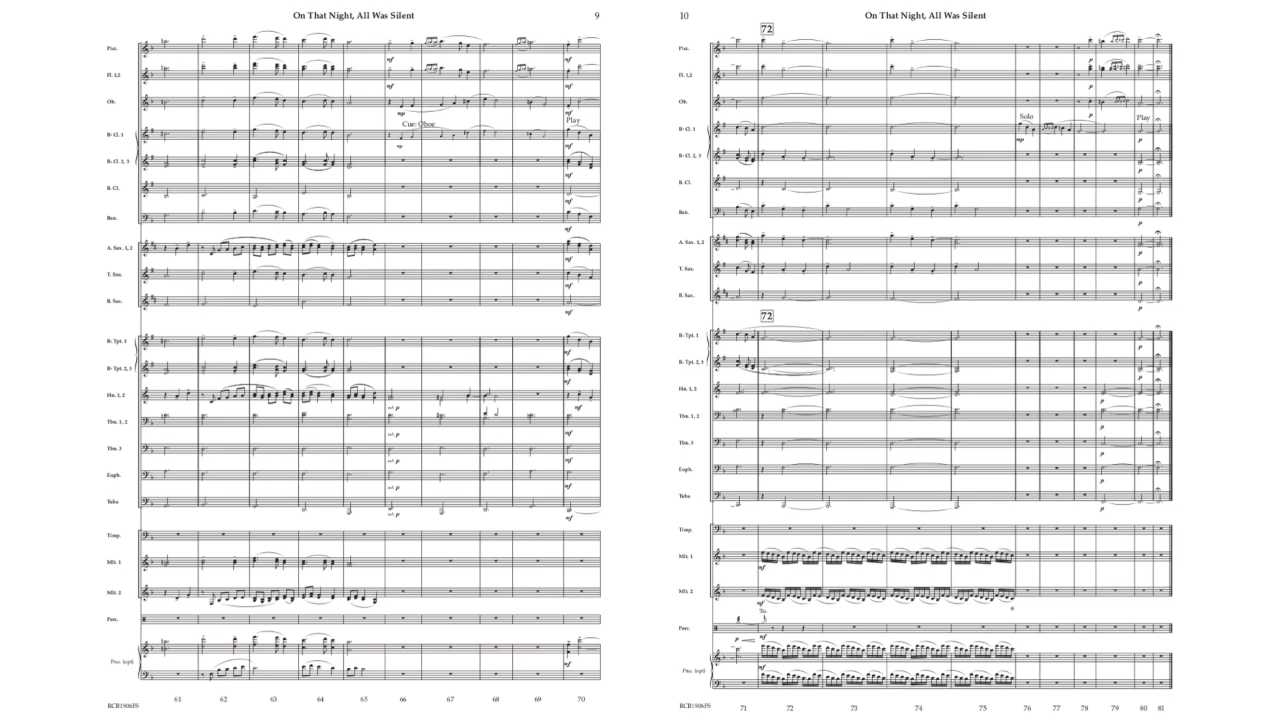 On That Night, All Was Silent
9
Picc.
Fl. 1,2
Ob.
B♭ Cl. 1
B♭ Cl. 2, 3
B. Cl.
Bsn.
A. Sax. 1, 2
T. Sax.
B. Sax.
B♭ Tpt. 1
B♭ Tpt. 2, 3
Hn. 1, 2
Tbn. 1, 2
Tbn. 3
Euph.
Tuba
Timp.
Mlt. 1
Mlt. 2
Perc.
Pno. (opt)
mf
mp
Cue: Oboe
Play
61 62 63 64 65 66 67 68 69 70
RCB1906FS
10
On That Night, All Was Silent
72
Picc.
Fl. 1,2
Ob.
B♭ Cl. 1
Solo
Play
mp
p
B♭ Cl. 2, 3
B. Cl.
Bsn.
A. Sax. 1, 2
T. Sax.
B. Sax.
72
B♭ Tpt. 1
B♭ Tpt. 2, 3
Hn. 1, 2
Tbn. 1, 2
Tbn. 3
Euph.
Tuba
Timp.
Mlt. 1
mf
Mlt. 2
mf
Perc.
p
mf
Pno. (opt)
mf
71 72 73 74 75 76 77 78 79 80 81
RCB1906FS